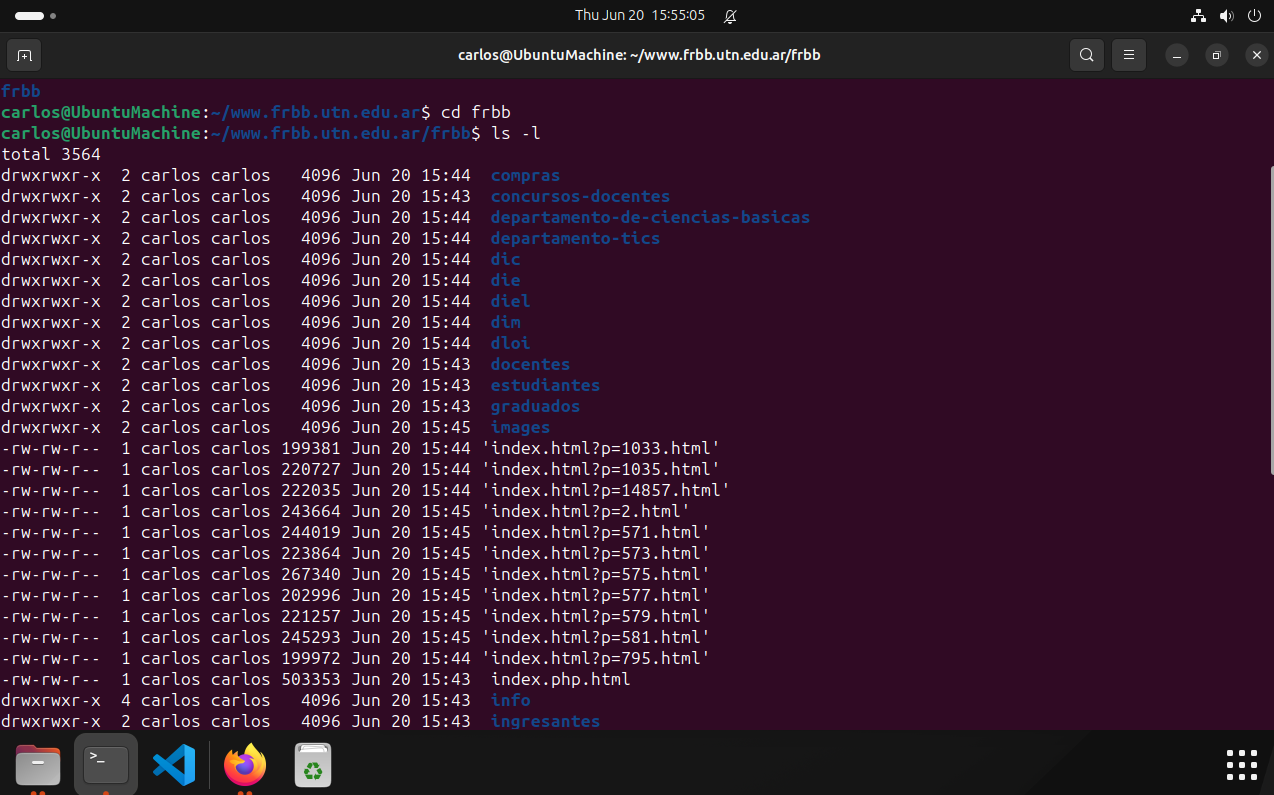 Thu Jun 20 15:55:05
carlos@UbuntuMachine: ~/www.frbb.utn.edu.ar/frbb
frbb
carlos@UbuntuMachine:~/www.frbb.utn.edu.ar$ cd frbb
carlos@UbuntuMachine:~/www.frbb.utn.edu.ar/frbb$ ls -l
total 3564
drwxrwxr-x  2 carlos carlos   4096 Jun 20 15:44  compras
drwxrwxr-x  2 carlos carlos   4096 Jun 20 15:43  concursos-docentes
drwxrwxr-x  2 carlos carlos   4096 Jun 20 15:44  departamento-de-ciencias-basicas
drwxrwxr-x  2 carlos carlos   4096 Jun 20 15:44  departamento-tics
drwxrwxr-x  2 carlos carlos   4096 Jun 20 15:44  dic
drwxrwxr-x  2 carlos carlos   4096 Jun 20 15:44  die
drwxrwxr-x  2 carlos carlos   4096 Jun 20 15:44  diel
drwxrwxr-x  2 carlos carlos   4096 Jun 20 15:44  dim
drwxrwxr-x  2 carlos carlos   4096 Jun 20 15:44  dloi
drwxrwxr-x  2 carlos carlos   4096 Jun 20 15:43  docentes
drwxrwxr-x  2 carlos carlos   4096 Jun 20 15:43  estudiantes
drwxrwxr-x  2 carlos carlos   4096 Jun 20 15:43  graduados
drwxrwxr-x  2 carlos carlos   4096 Jun 20 15:45  images
-rw-rw-r--  1 carlos carlos 199381 Jun 20 15:44 'index.html?p=1033.html'
-rw-rw-r--  1 carlos carlos 220727 Jun 20 15:44 'index.html?p=1035.html'
-rw-rw-r--  1 carlos carlos 222035 Jun 20 15:44 'index.html?p=14857.html'
-rw-rw-r--  1 carlos carlos 243664 Jun 20 15:45 'index.html?p=2.html'
-rw-rw-r--  1 carlos carlos 244019 Jun 20 15:45 'index.html?p=571.html'
-rw-rw-r--  1 carlos carlos 223864 Jun 20 15:45 'index.html?p=573.html'
-rw-rw-r--  1 carlos carlos 267340 Jun 20 15:45 'index.html?p=575.html'
-rw-rw-r--  1 carlos carlos 202996 Jun 20 15:45 'index.html?p=577.html'
-rw-rw-r--  1 carlos carlos 221257 Jun 20 15:45 'index.html?p=579.html'
-rw-rw-r--  1 carlos carlos 245293 Jun 20 15:45 'index.html?p=581.html'
-rw-rw-r--  1 carlos carlos 199972 Jun 20 15:44 'index.html?p=795.html'
-rw-rw-r--  1 carlos carlos 503353 Jun 20 15:43  index.php.html
drwxrwxr-x  4 carlos carlos   4096 Jun 20 15:43  info
drwxrwxr-x  2 carlos carlos   4096 Jun 20 15:43  ingresantes